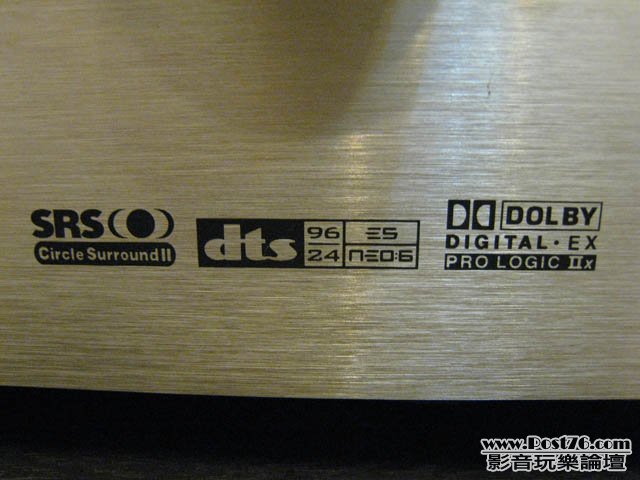 SRS
Circle Surround II
dts 96 ES
24 NEO:6
DOLBY
DIGITAL · EX
PRO LOGIC IIx
www.Post76.com
影音玩樂論壇